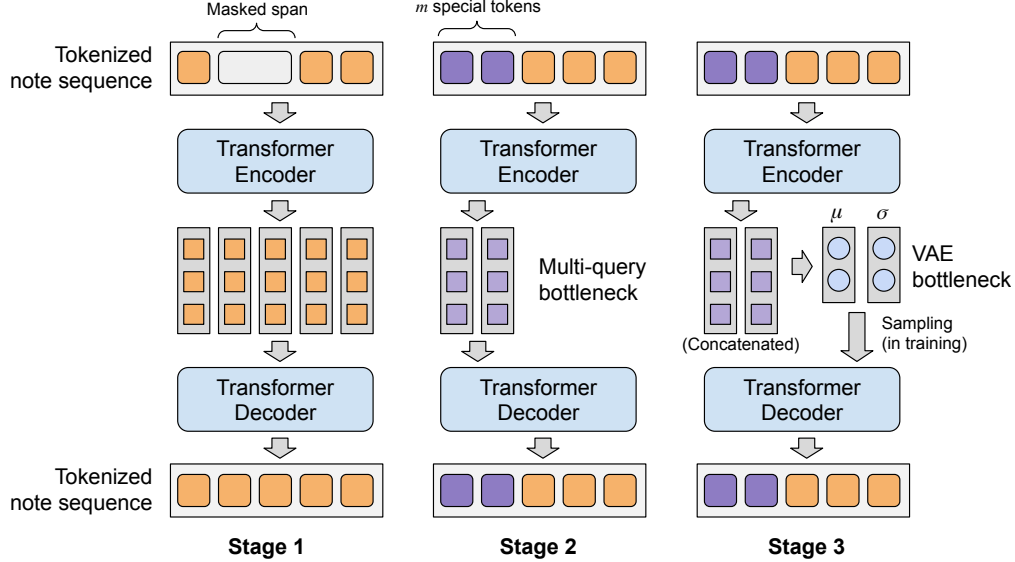 Masked span
m special tokens
Tokenized
note sequence
Transformer
Encoder
Transformer
Encoder
Transformer
Encoder
μ
σ
Multi-query
bottleneck
VAE
bottleneck
(Concatenated)
Sampling
(in training)
Transformer
Decoder
Transformer
Decoder
Transformer
Decoder
Tokenized
note sequence
Stage 1
Stage 2
Stage 3